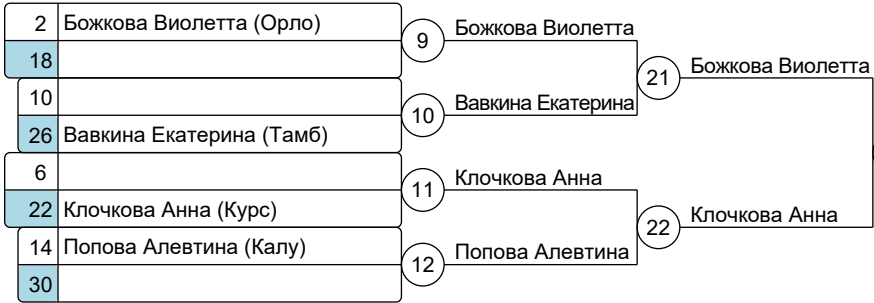 2 Божкова Виолетта (Орло)
18
9
Божкова Виолетта
10
26 Вавкина Екатерина (Тамб)
10
Вавкина Екатерина
21
Божкова Виолетта
6
22 Клочкова Анна (Курс)
11
Клочкова Анна
14 Попова Алевтина (Калу)
30
12
Попова Алевтина
22
Клочкова Анна